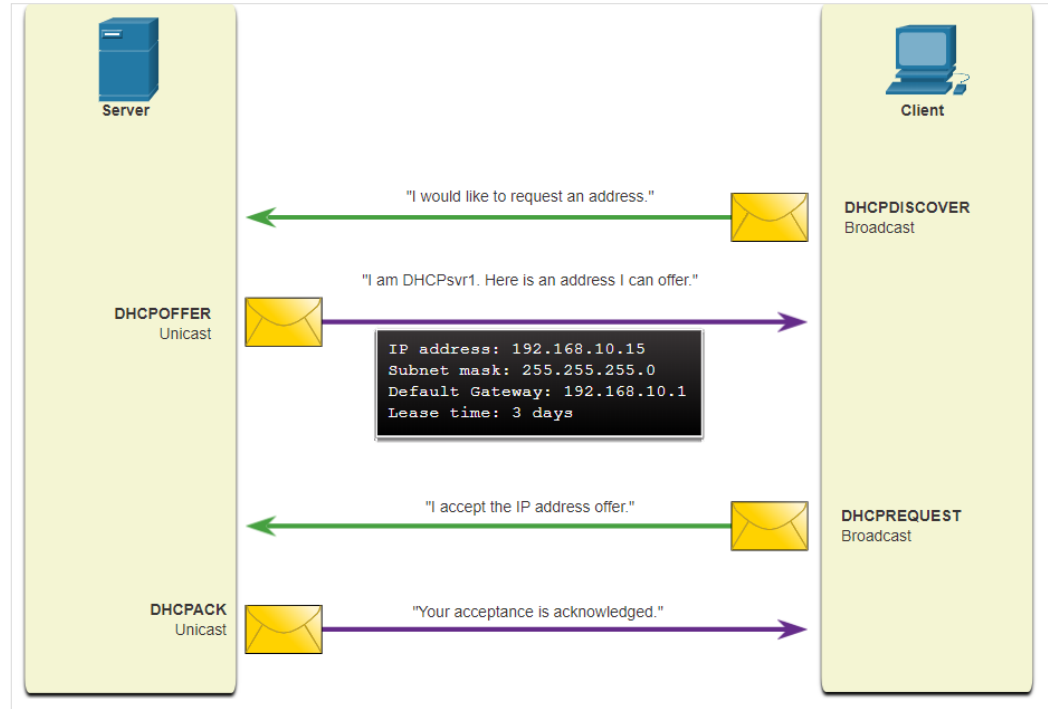 Server
Client
"I would like to request an address."
DHCPDISCOVER
Broadcast
"I am DHCPsvr1. Here is an address I can offer."
DHCPOFFER
Unicast
IP address: 192.168.10.15
Subnet mask: 255.255.255.0
Default Gateway: 192.168.10.1
Lease time: 3 days
"I accept the IP address offer."
DHCPREQUEST
Broadcast
DHCPACK
Unicast
"Your acceptance is acknowledged."